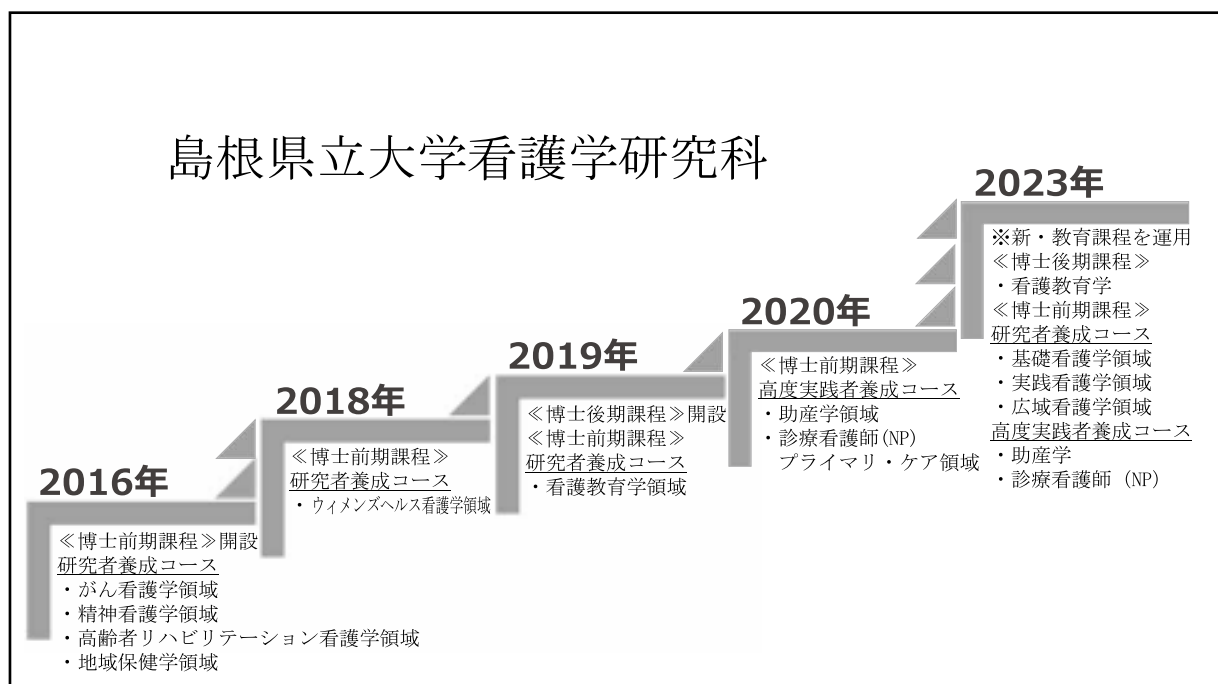 島根県立大学看護学研究科
2016年
≪博士前期課程≫開設
研究者養成コース
・がん看護学領域
・精神看護学領域
・高齢者リハビリテーション看護学領域
・地域保健学領域
2018年
≪博士前期課程≫
研究者養成コース
・ウィメンズヘルス看護学領域
2019年
≪博士後期課程≫開設
≪博士前期課程≫
研究者養成コース
・看護教育学領域
2020年
≪博士前期課程≫
高度実践者養成コース
・助産学領域
・診療看護師(NP)
プライマリ・ケア領域
2023年
※新・教育課程を運用
≪博士後期課程≫
・看護教育学
≪博士前期課程≫
研究者養成コース
・基礎看護学領域
・実践看護学領域
・広域看護学領域
高度実践者養成コース
・助産学
・診療看護師 (NP)